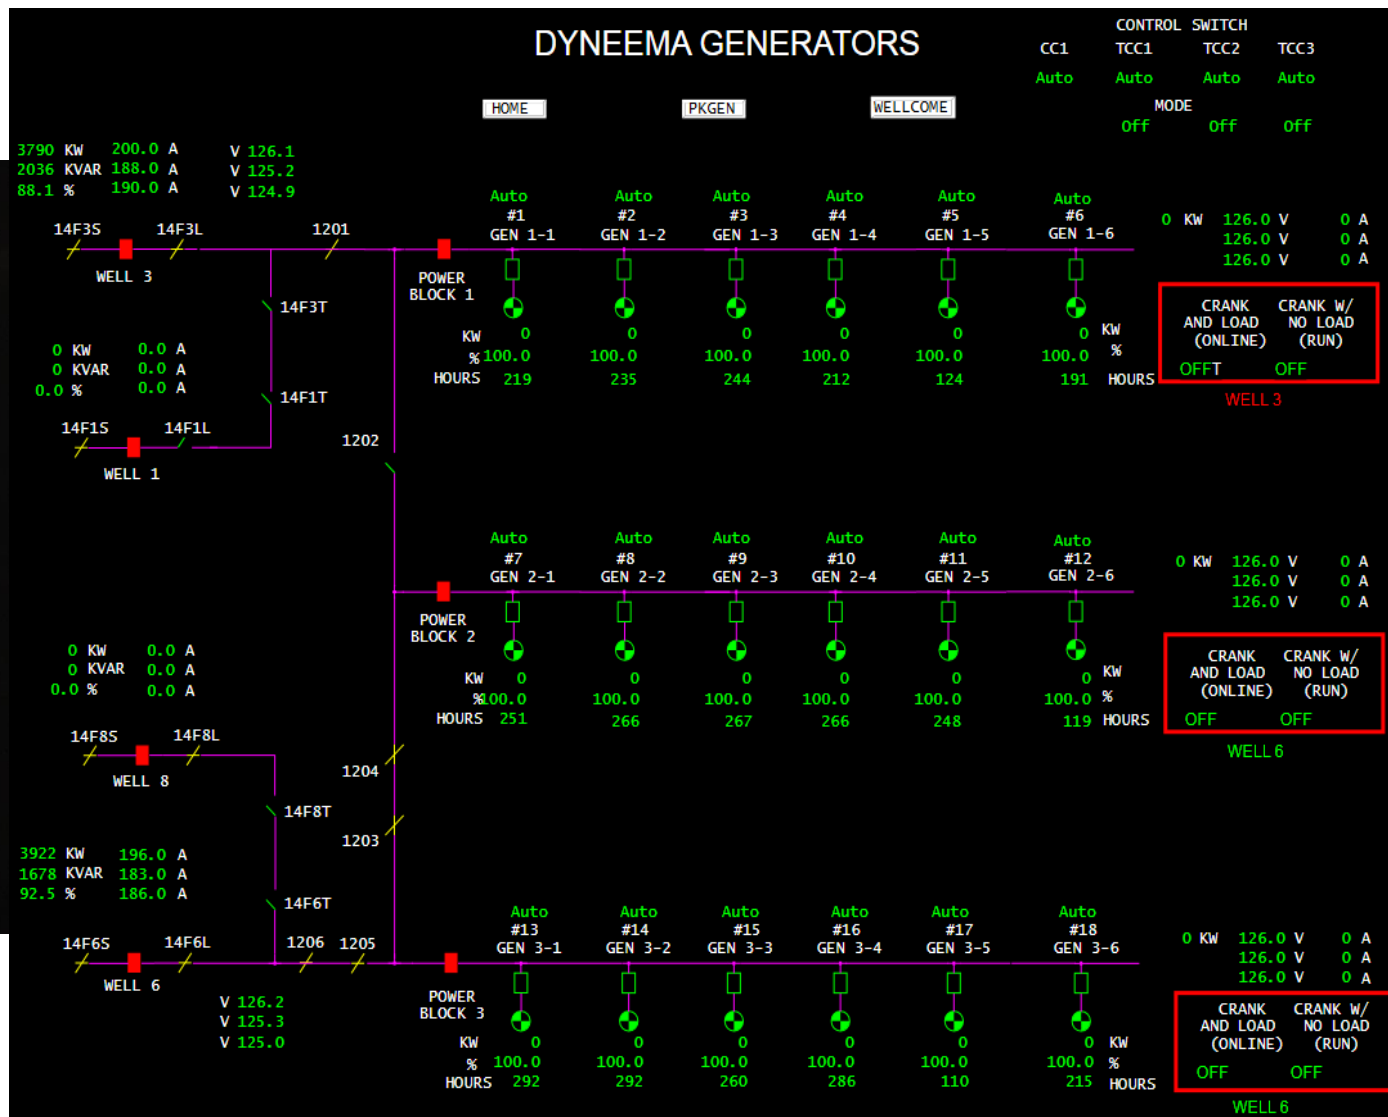 DYNEEMA GENERATORS
CONTROL SWITCH
CC1 TCC1 TCC2 TCC3
Auto Auto Auto Auto
HOME PKGEN WELLCOME
MODE
Off Off Off
3790 KW 200.0 A V 126.1
2036 KVAR 188.0 A V 125.2
88.1 % 190.0 A V 124.9
Auto Auto Auto Auto Auto Auto
#1 #2 #3 #4 #5 #6
14F3S 14F3L 1201 GEN 1-1 GEN 1-2 GEN 1-3 GEN 1-4 GEN 1-5 GEN 1-6
0 KW 126.0 V 0 A
126.0 V 0 A
126.0 V 0 A
WELL 3
POWER
BLOCK 1
14F3T
CRANK CRANK W/
AND LOAD NO LOAD
(ONLINE) (RUN)
OFFT OFF
WELL 3
KW 0 0 0 0 0 0 KW
% 100.0 100.0 100.0 100.0 100.0 100.0 %
HOURS 219 235 244 212 124 191 HOURS
0 KW 0.0 A
0 KVAR 0.0 A
0.0 % 0.0 A
14F1T
14F1S 14F1L
1202
WELL 1
Auto Auto Auto Auto Auto Auto
#7 #8 #9 #10 #11 #12
GEN 2-1 GEN 2-2 GEN 2-3 GEN 2-4 GEN 2-5 GEN 2-6
0 KW 126.0 V 0 A
126.0 V 0 A
126.0 V 0 A
POWER
BLOCK 2
0 KW 0.0 A
0 KVAR 0.0 A
0.0 % 0.0 A
CRANK CRANK W/
AND LOAD NO LOAD
(ONLINE) (RUN)
OFF OFF
WELL 6
KW 0 0 0 0 0 0 KW
% 100.0 100.0 100.0 100.0 100.0 100.0 %
HOURS 251 266 267 266 248 119 HOURS
14F8S 14F8L
WELL 8
1204
14F8T
1203
3922 KW 196.0 A
1678 KVAR 183.0 A
92.5 % 186.0 A
14F6T
Auto Auto Auto Auto Auto Auto
#13 #14 #15 #16 #17 #18
14F6S 14F6L 1206 1205 GEN 3-1 GEN 3-2 GEN 3-3 GEN 3-4 GEN 3-5 GEN 3-6
0 KW 126.0 V 0 A
126.0 V 0 A
126.0 V 0 A
WELL 6
POWER
BLOCK 3
V 126.2
V 125.3
V 125.0
CRANK CRANK W/
AND LOAD NO LOAD
(ONLINE) (RUN)
OFF OFF
WELL 6
KW 0 0 0 0 0 0 KW
% 100.0 100.0 100.0 100.0 100.0 100.0 %
HOURS 292 292 260 286 110 215 HOURS